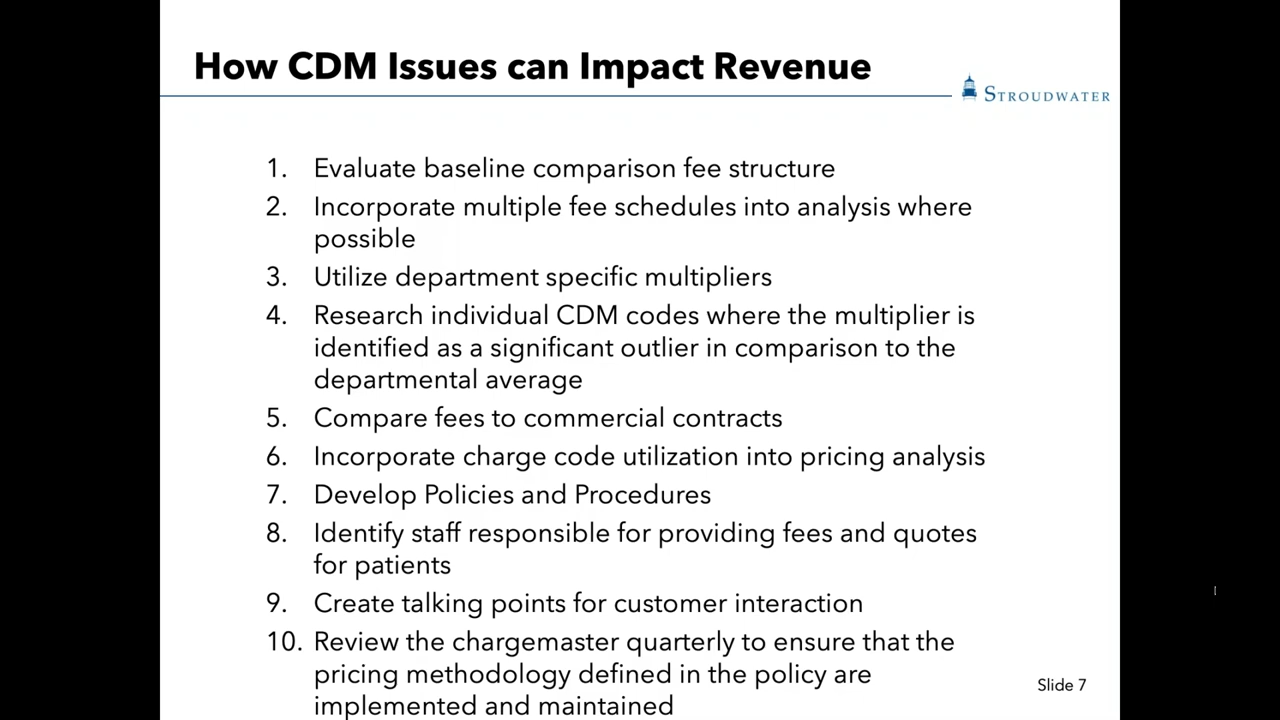 How CDM Issues can Impact Revenue
STROUDWATER
1. Evaluate baseline comparison fee structure
2. Incorporate multiple fee schedules into analysis where
possible
3. Utilize department specific multipliers
4. Research individual CDM codes where the multiplier is
identified as a significant outlier in comparison to the
departmental average
5. Compare fees to commercial contracts
6. Incorporate charge code utilization into pricing analysis
7. Develop Policies and Procedures
8. Identify staff responsible for providing fees and quotes
for patients
9. Create talking points for customer interaction
10. Review the chargemaster quarterly to ensure that the
pricing methodology defined in the policy are
implemented and maintained
Slide 7